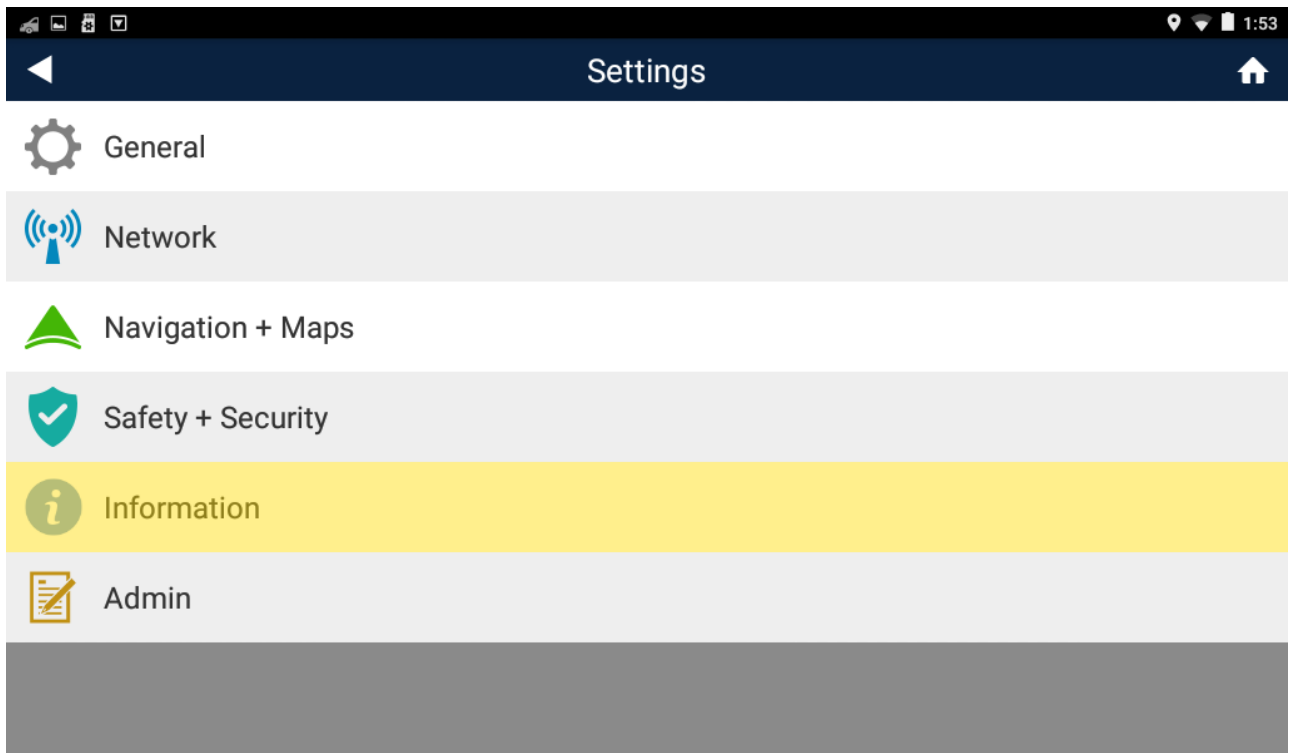 1:53
Settings
General
Network
Navigation + Maps
Safety + Security
Information
Admin